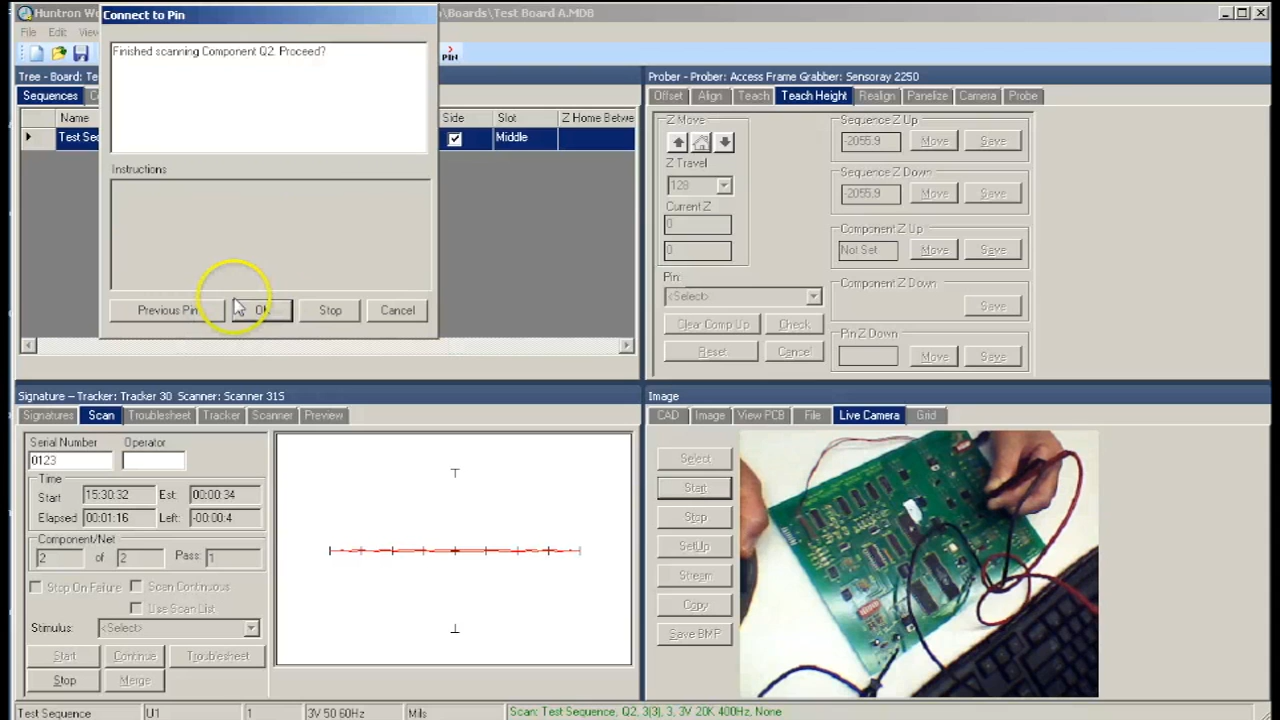 Connect to Pin
Finished scanning Component Q2. Proceed?
Instructions
Previous Pin
Stop
Cancel
Huntron
\Boards\Test Board A.MDB
File Edit
PIN
Tree - Board:
Sequences
Name
Side Slot
Test Seq
Middle
Prober - Prober: Access Frame Grabber: Sensoray 2250
Offset Align Teach Teach Height Realign Panelize Camera Probe
Z Move
Z Travel
128
Current Z
0
0
Pin:
<Select>
Clear Comp Up Check
Reset Cancel
Sequence Z Up
-2055.9 Move Save
Sequence Z Down
-2055.9 Move Save
Component Z Up
Not Set Move Save
Component Z Down
Save
Pin Z Down
Move Save
Signature - Tracker: Tracker 30 Scanner: Scanner 31S
Signatures Scan Troubleshoot Tracker Scanner Preview
Serial Number Operator
0123
Time
Start 15:30:32 Est: 00:00:34
Elapsed 00:01:16 Left: -00:00:4
Component/Net
2 of 2 Pass: 1
Stop On Failure Scan Continuous
Use Scan List
Stimulus: <Select>
Start Continue Troubleshoot
Stop Merge
Image
CAD Image View PCB File Live Camera Grid
Select
Start
Stop
SetUp
Stream
Copy
Save BMP
Test Sequence U1 1 3V 50 60Hz Mils Scan: Test Sequence, Q2, 3[3], 3, 3V 20K 400Hz, None